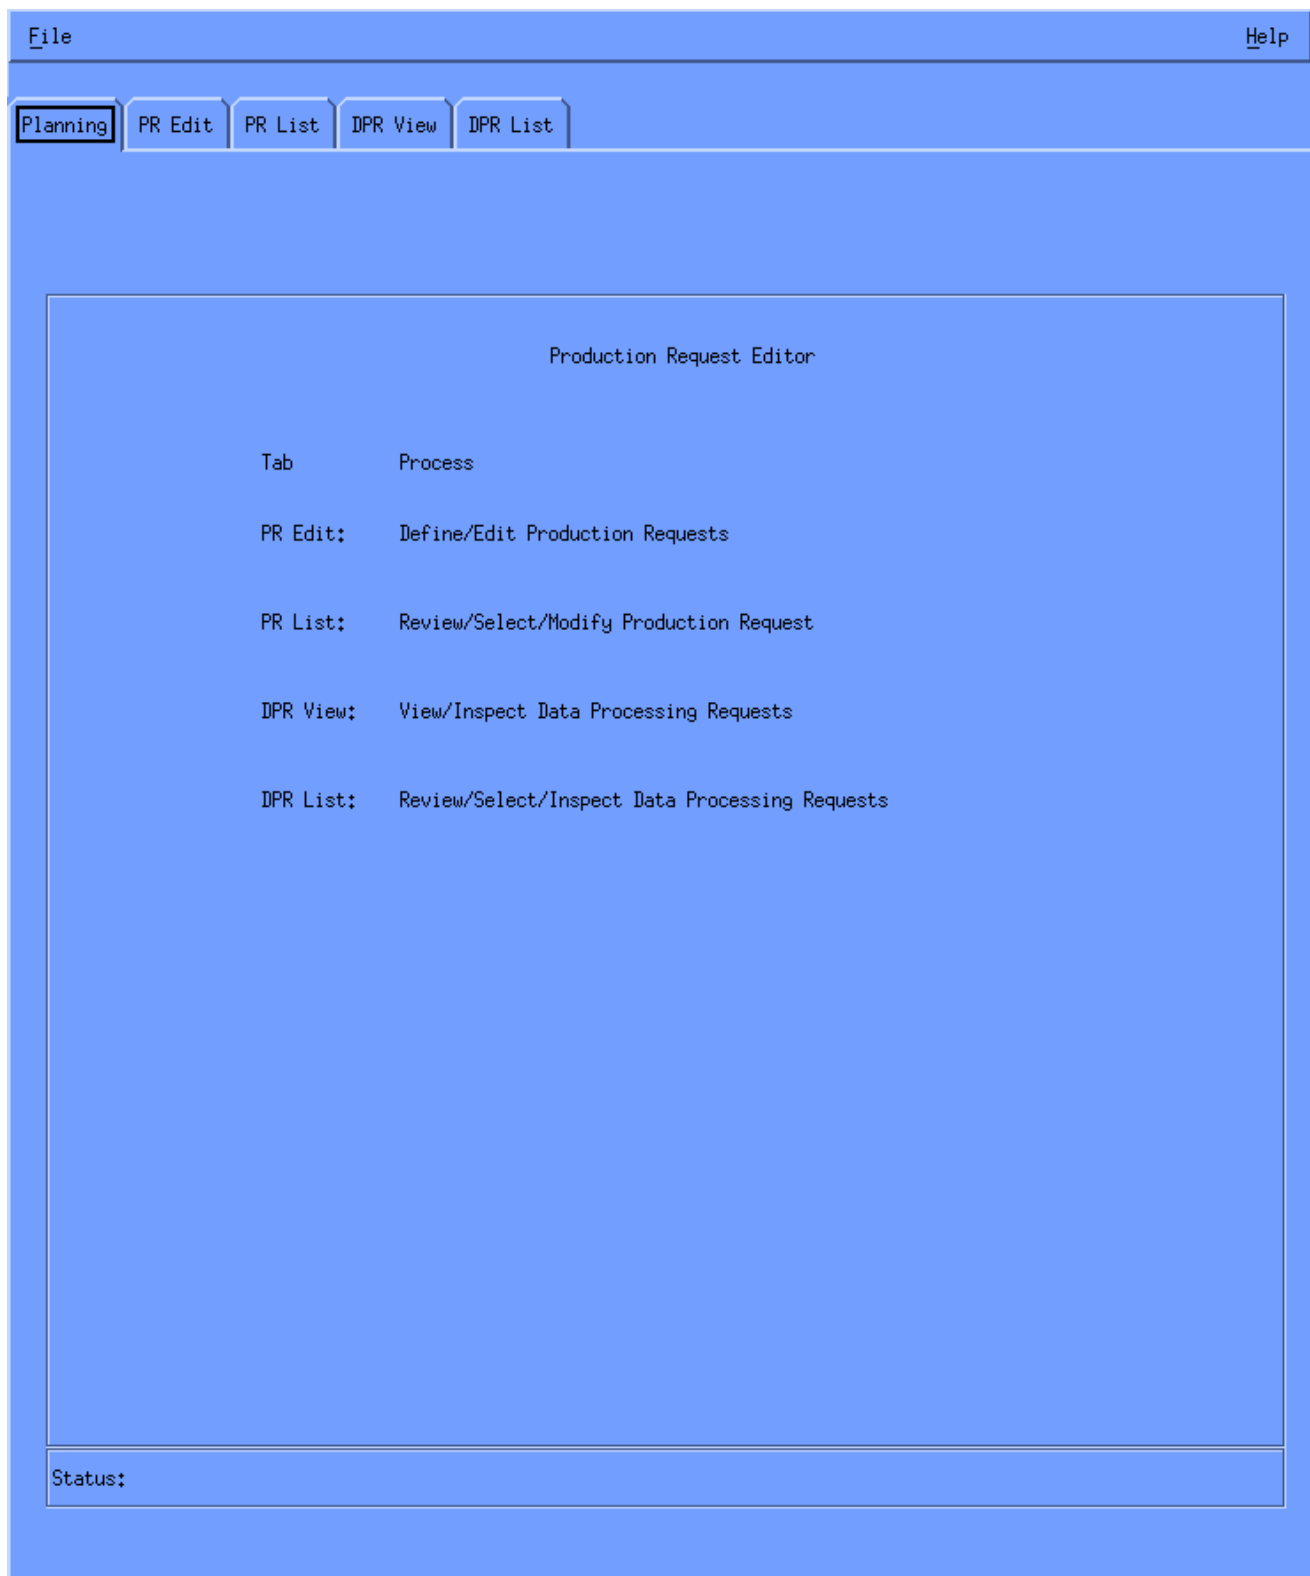 File Help
Planning PR Edit PR List DPR View DPR List
Production Request Editor
Tab Process
PR Edit: Define/Edit Production Requests
PR List: Review/Select/Modify Production Request
DPR View: View/Inspect Data Processing Requests
DPR List: Review/Select/Inspect Data Processing Requests
Status: